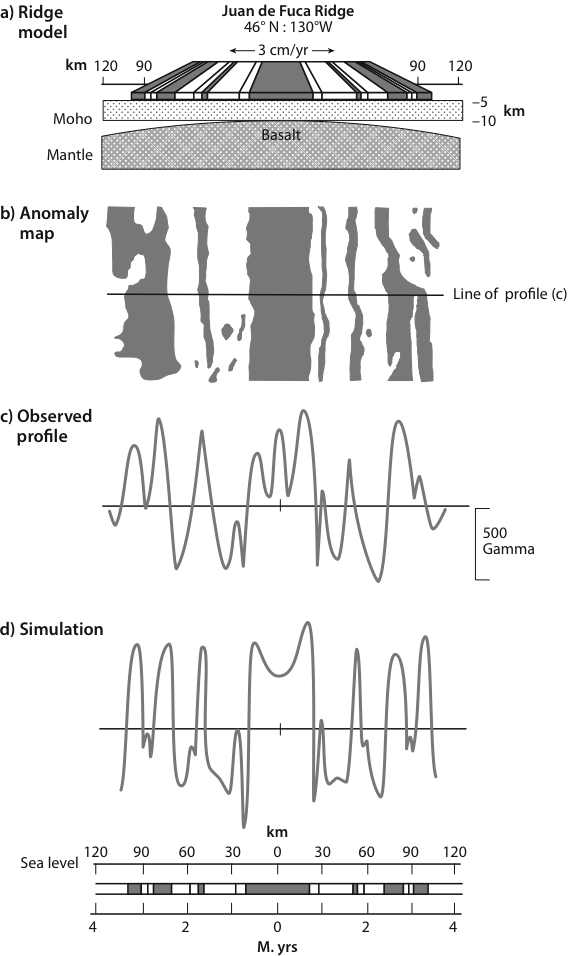 a) Ridge
model
Juan de Fuca Ridge
46° N : 130°W
3 cm/yr
km 120 90 90 120
–5
km
–10
Moho
Basalt
Mantle
b) Anomaly
map
Line of profile (c)
c) Observed
profile
500
Gamma
d) Simulation
km
120 90 60 30 0 30 60 90 120
Sea level
4 2 0 2 4
M. yrs